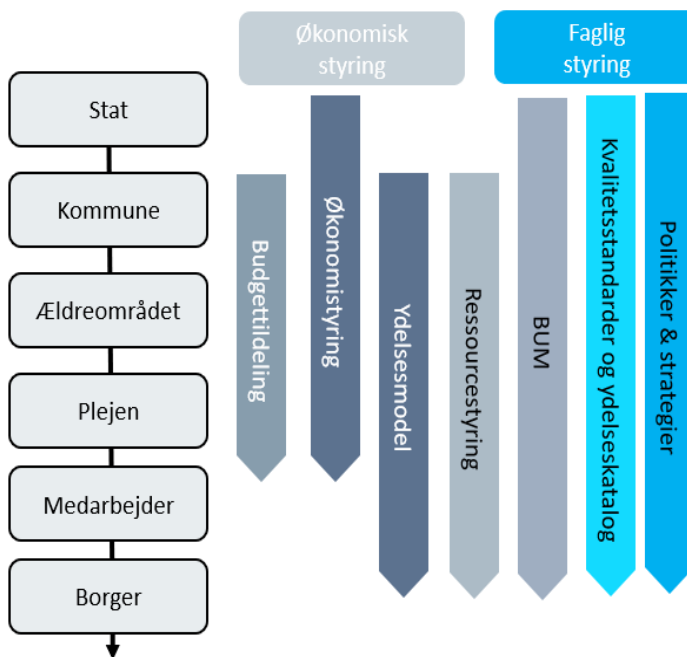 Økonomisk
styring
Faglig
styring
Stat
Kommune
Ældreområdet
Plejen
Medarbejder
Borger
Budgettildeling
Økonomistyring
Ydelsesmodel
Ressourcestyring
BUM
Kvalitetsstandarder og ydelseskatalog
Politikker & strategier